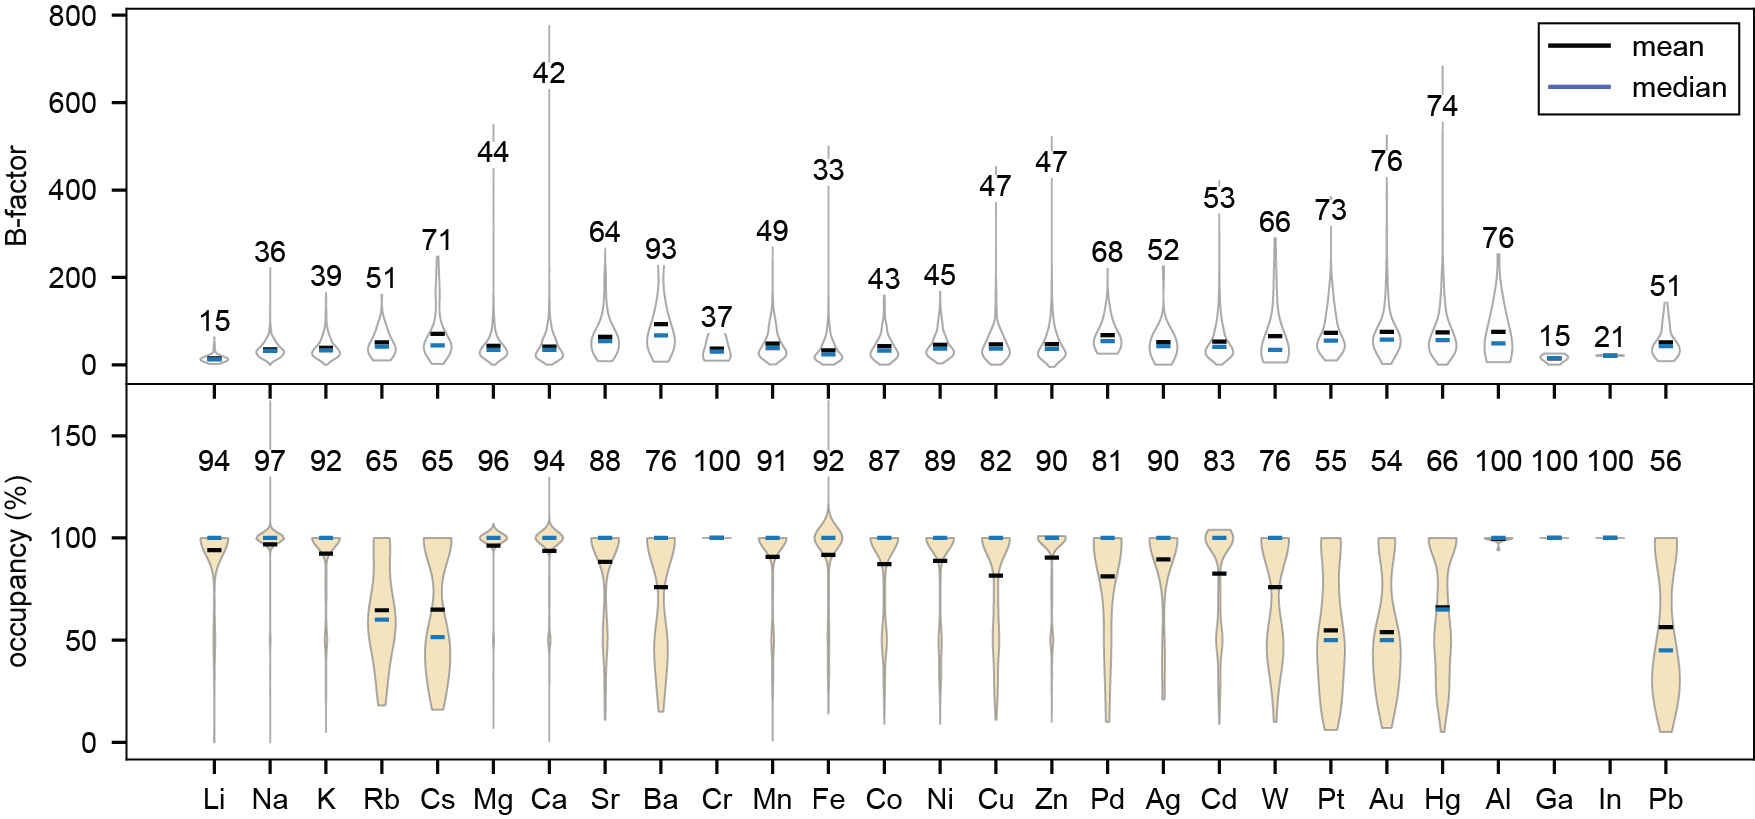 800
600
400
200
0
B-factor
mean
median
15 36 39 51 71 44 42 64 93 37 49 33 43 45 47 47 68 52 53 66 73 76 74 76 15 21 51
150
100
50
0
occupancy (%)
94 97 92 65 65 96 94 88 76 100 91 92 87 89 82 90 81 90 83 76 55 54 66 100 100 100 56
Li Na K Rb Cs Mg Ca Sr Ba Cr Mn Fe Co Ni Cu Zn Pd Ag Cd W Pt Au Hg Al Ga In Pb